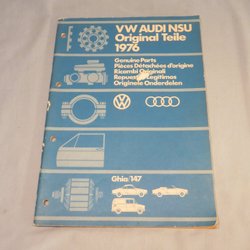 VW AUDI NSU
Original Teile
1976
Genuine Parts
Pièces Détachées d'origine
Ricambi Originali
Repuestos Legítimos
Originele Onderdelen
Ghia/147